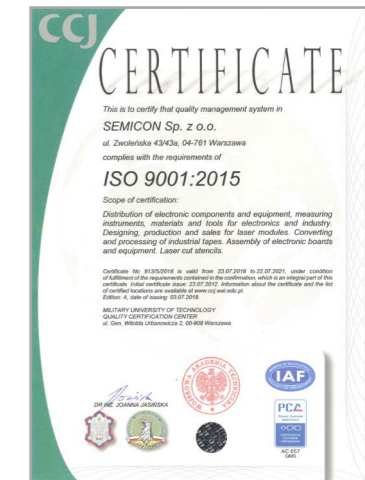 CCJ
CERTIFICATE
This is to certify that quality management system in
SEMICON Sp. z o.o.
ul. Zwoleńska 43/43a, 04-761 Warszawa
complies with the requirements of
ISO 9001:2015
Scope of certification:
Distribution of electronic components and equipment, measuring
instruments, materials and tools for electronics and industry.
Designing, production and sales for laser modules. Converting
and processing of industrial tapes. Assembly of electronic boards
and equipment. Laser cut stencils.
Certificate No 813/S/2018 is valid from 23.07.2018 to 22.07.2021, under condition
of fulfillment of the requirements contained in the confirmation, which is an integral part of this
certificate. Initial certificate issue: 23.07.2012. Information about the certificate and the list
of certified locations are available at www.ccj.wat.edu.pl.
Edition: A, date of issuing: 03.07.2018.
MILITARY UNIVERSITY OF TECHNOLOGY
QUALITY CERTIFICATION CENTER
ul. Gen. Witolda Urbanowicza 2, 00-908 Warszawa
WOJSKOWA AKADEMIA TECHNICZNA
IAF
DR INŻ. JOANNA JASIŃSKA
PCA
AC 057
QMS